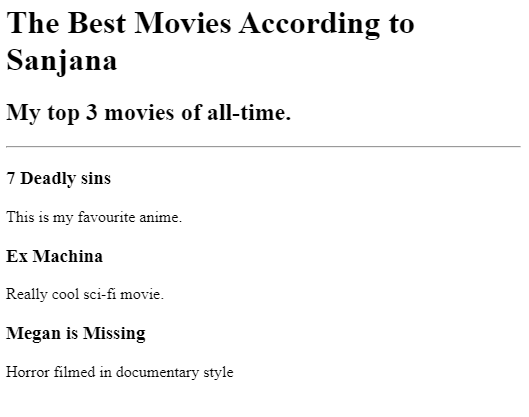 The Best Movies According to
Sanjana
My top 3 movies of all-time.
7 Deadly sins
This is my favourite anime.
Ex Machina
Really cool sci-fi movie.
Megan is Missing
Horror filmed in documentary style